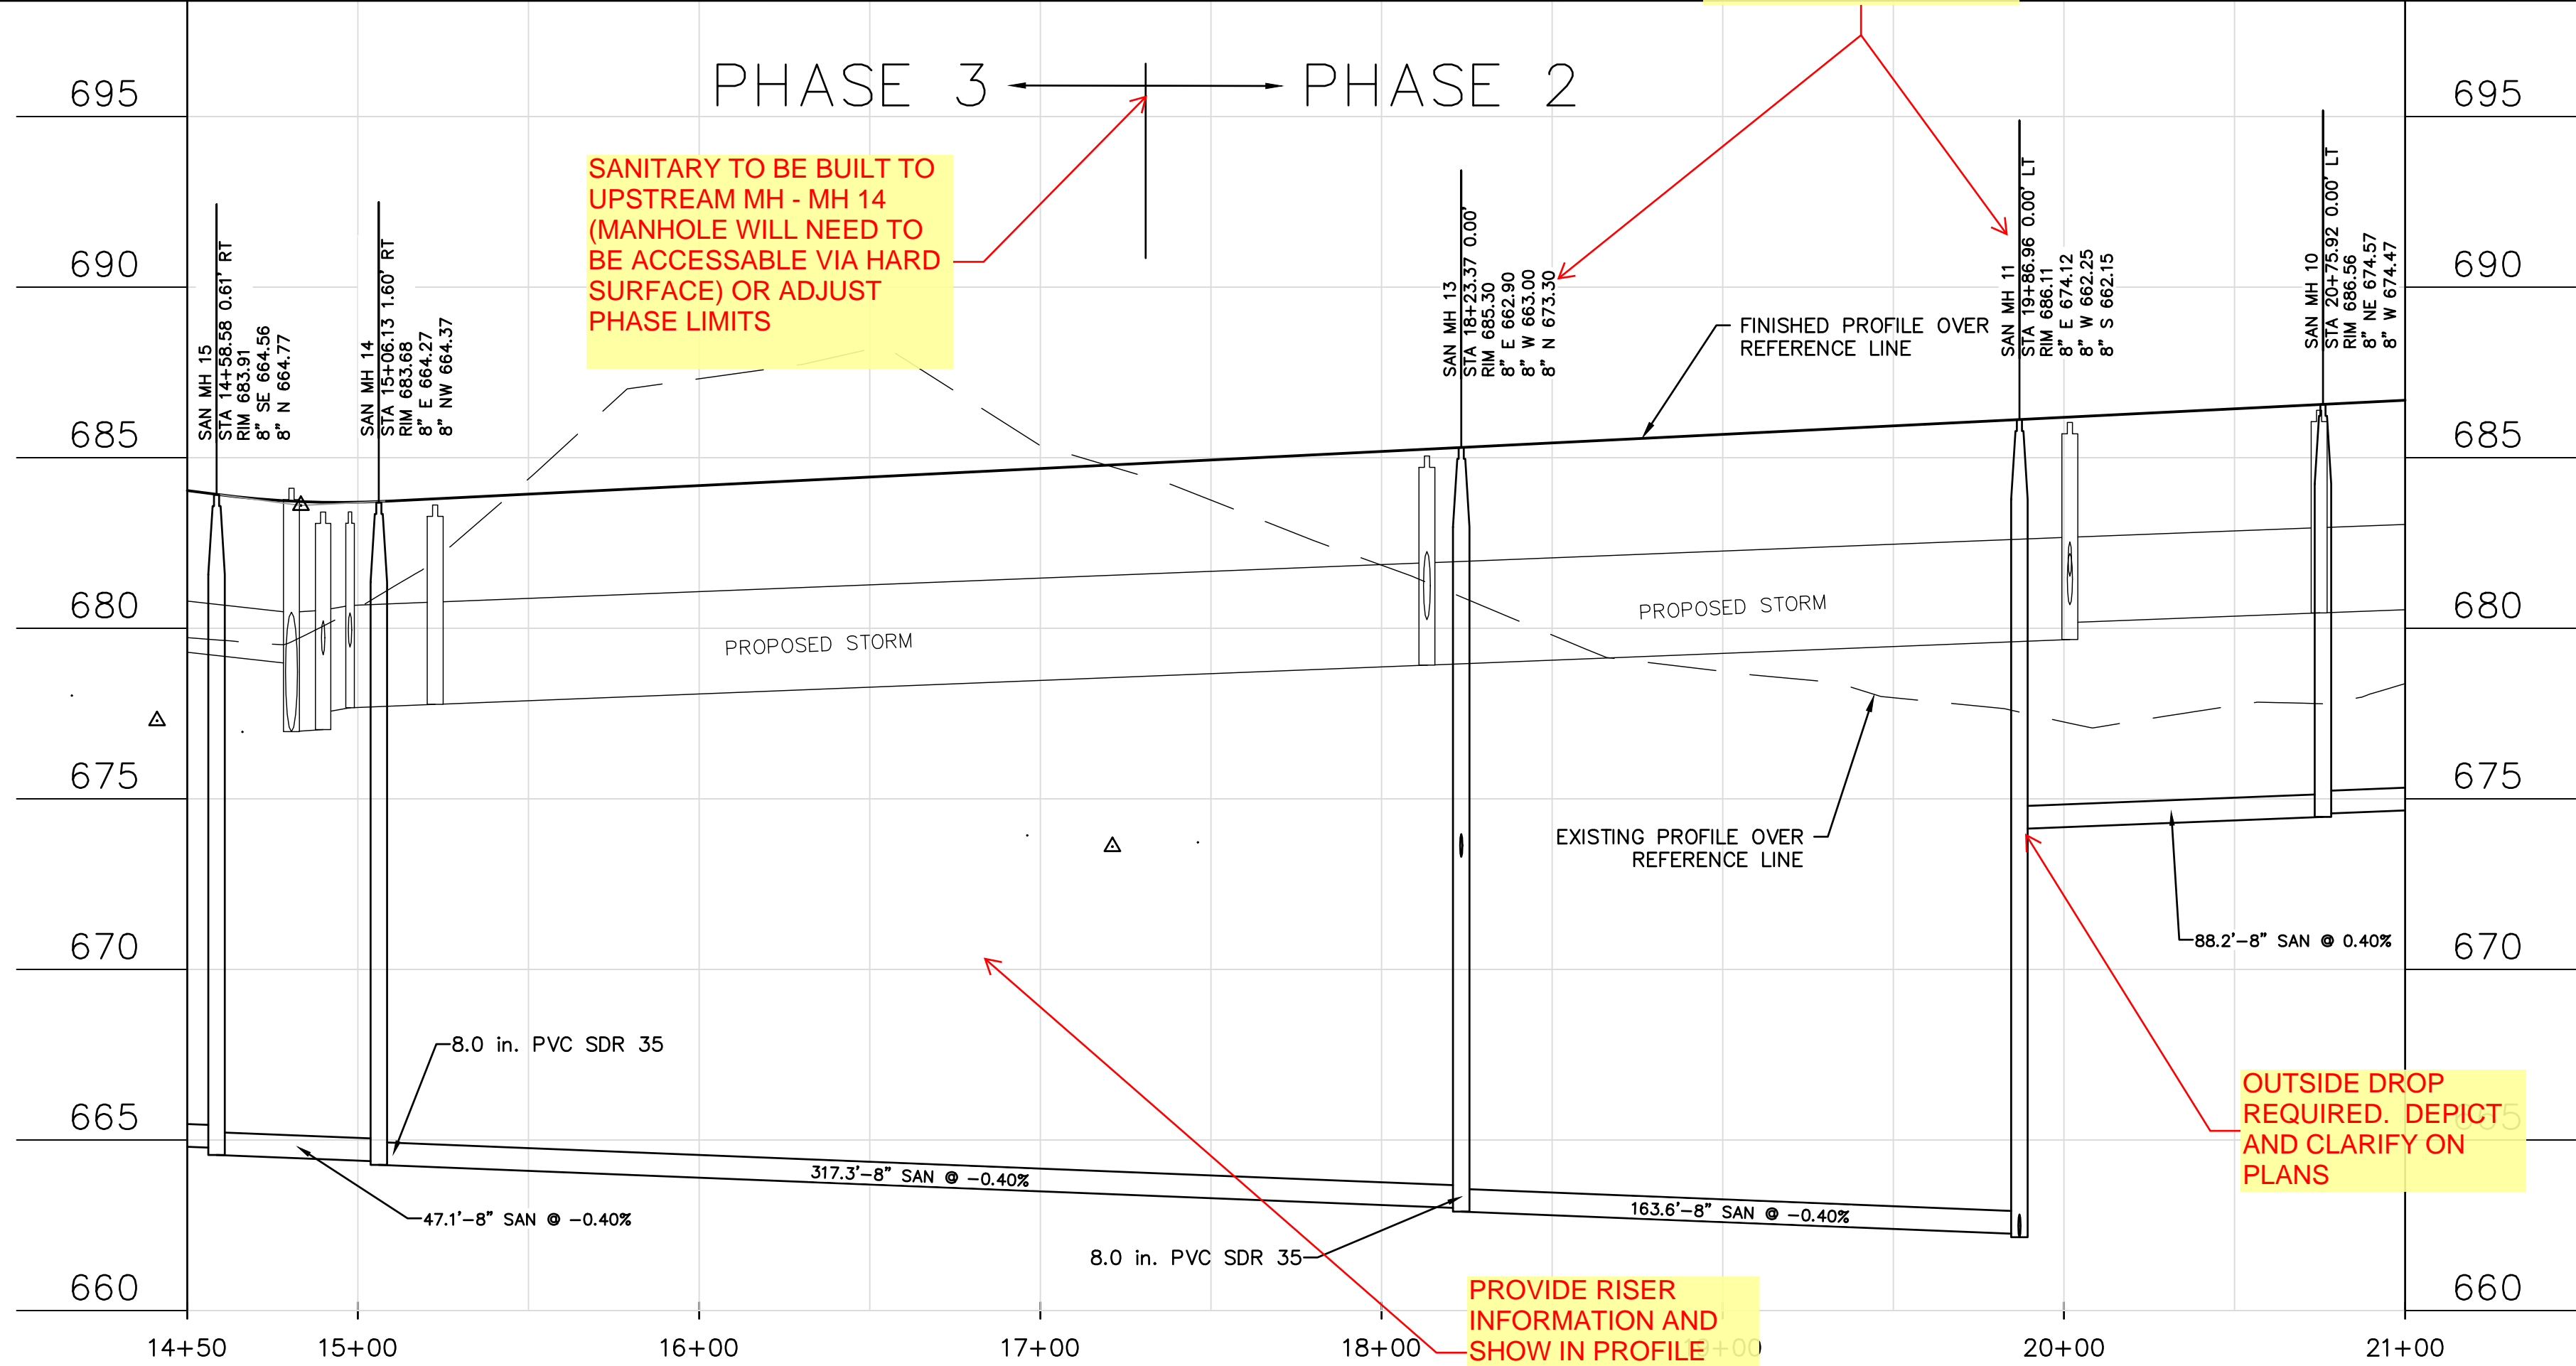 PHASE 3
PHASE 2
695
690
685
680
675
670
665
660
695
690
685
680
675
670
665
660
SANITARY TO BE BUILT TO
UPSTREAM MH - MH 14
(MANHOLE WILL NEED TO
BE ACCESSABLE VIA HARD
SURFACE) OR ADJUST
PHASE LIMITS
SAN MH 15
STA 14+58.58 0.61' RT
RIM 683.91
8" SE 664.56
8" N 664.77
SAN MH 14
STA 15+06.13 1.60' RT
RIM 683.68
8" E 664.27
8" NW 664.37
SAN MH 13
STA 18+23.37 0.00'
RIM 685.30
8" E 662.90
8" W 663.00
8" N 673.30
FINISHED PROFILE OVER
REFERENCE LINE
SAN MH 11
STA 19+86.96 0.00' LT
RIM 686.11
8" E 674.12
8" W 662.25
8" S 662.15
SAN MH 10
STA 20+75.92 0.00' LT
RIM 686.56
8" NE 674.57
8" W 674.47
PROPOSED STORM
PROPOSED STORM
EXISTING PROFILE OVER
REFERENCE LINE
88.2'-8" SAN @ 0.40%
8.0 in. PVC SDR 35
OUTSIDE DROP
REQUIRED. DEPICT
AND CLARIFY ON
PLANS
317.3'-8" SAN @ -0.40%
47.1'-8" SAN @ -0.40%
163.6'-8" SAN @ -0.40%
8.0 in. PVC SDR 35
PROVIDE RISER
INFORMATION AND
SHOW IN PROFILE
14+50
15+00
16+00
17+00
18+00
19+00
20+00
21+00